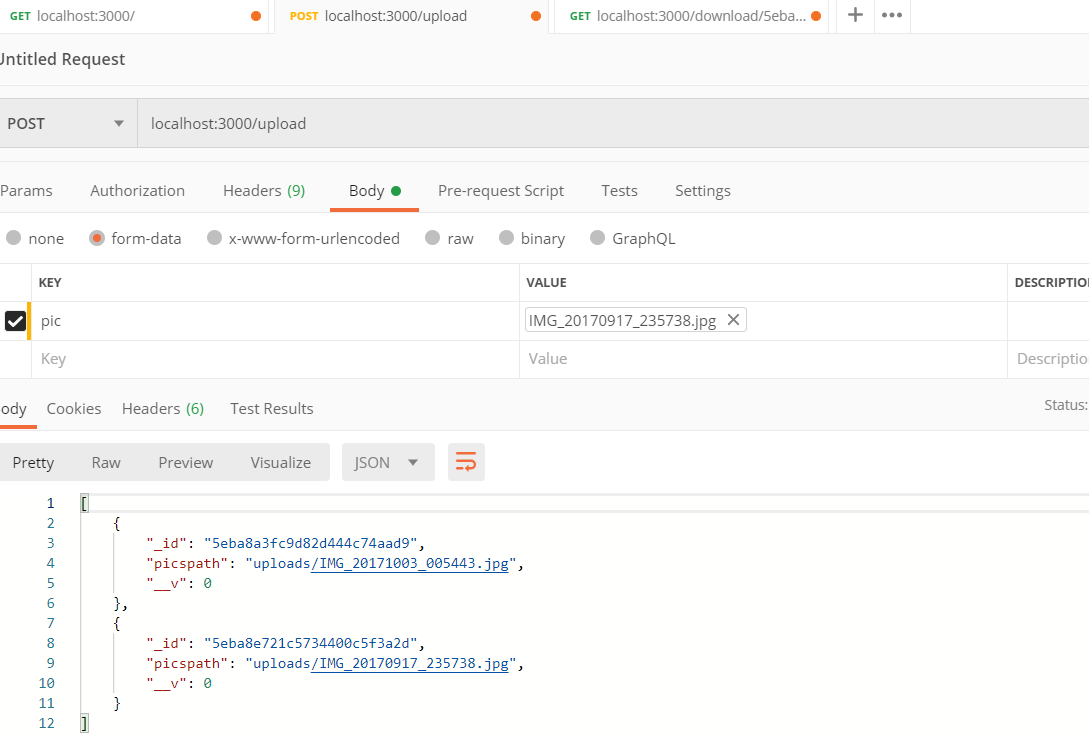 GET localhost:3000/ POST localhost:3000/upload GET localhost:3000/download/5eba... + •••
Untitled Request
POST localhost:3000/upload
Params Authorization Headers (9) Body Pre-request Script Tests Settings
none form-data x-www-form-urlencoded raw binary GraphQL
KEY VALUE DESCRIPTIO
pic IMG_20170917_235738.jpg ✕
Key Value Descriptio
ody Cookies Headers (6) Test Results Status:
Pretty Raw Preview Visualize JSON
1 [
2 {
3 "_id": "5eba8a3fc9d82d444c74aad9",
4 "picspath": "uploads/IMG_20171003_005443.jpg",
5 "__v": 0
6 },
7 {
8 "_id": "5eba8e721c5734400c5f3a2d",
9 "picspath": "uploads/IMG_20170917_235738.jpg",
10 "__v": 0
11 }
12 ]